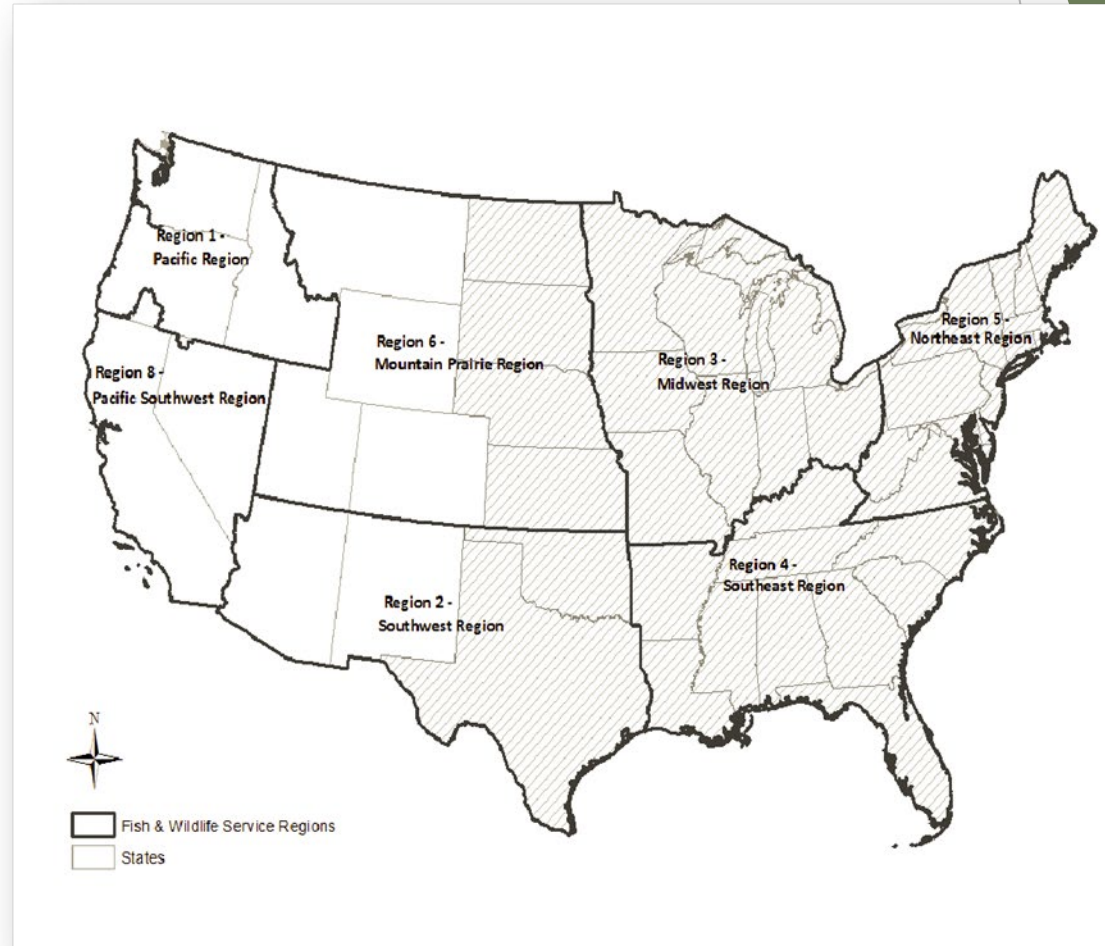 Region 1 -
Pacific Region
Region 5 -
Northeast Region
Region 6 -
Mountain Prairie Region
Region 3 -
Midwest Region
Region 8 -
Pacific Southwest Region
Region 4 -
Southeast Region
Region 2 -
Southwest Region
N
Fish & Wildlife Service Regions
States